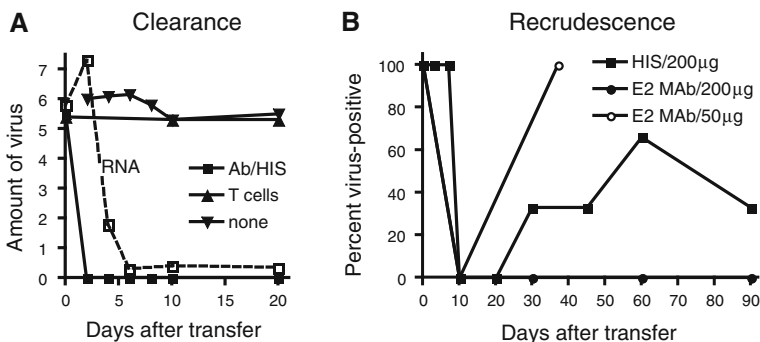 A
Clearance
Amount of virus
7
6
5
4
3
2
1
0
RNA
Ab/HIS
T cells
none
0 5 10 15 20
Days after transfer
B
Recrudescence
Percent virus-positive
100
80
60
40
20
0
HIS/200μg
E2 MAb/200μg
E2 MAb/50μg
0 10 20 30 40 50 60 70 80 90
Days after transfer